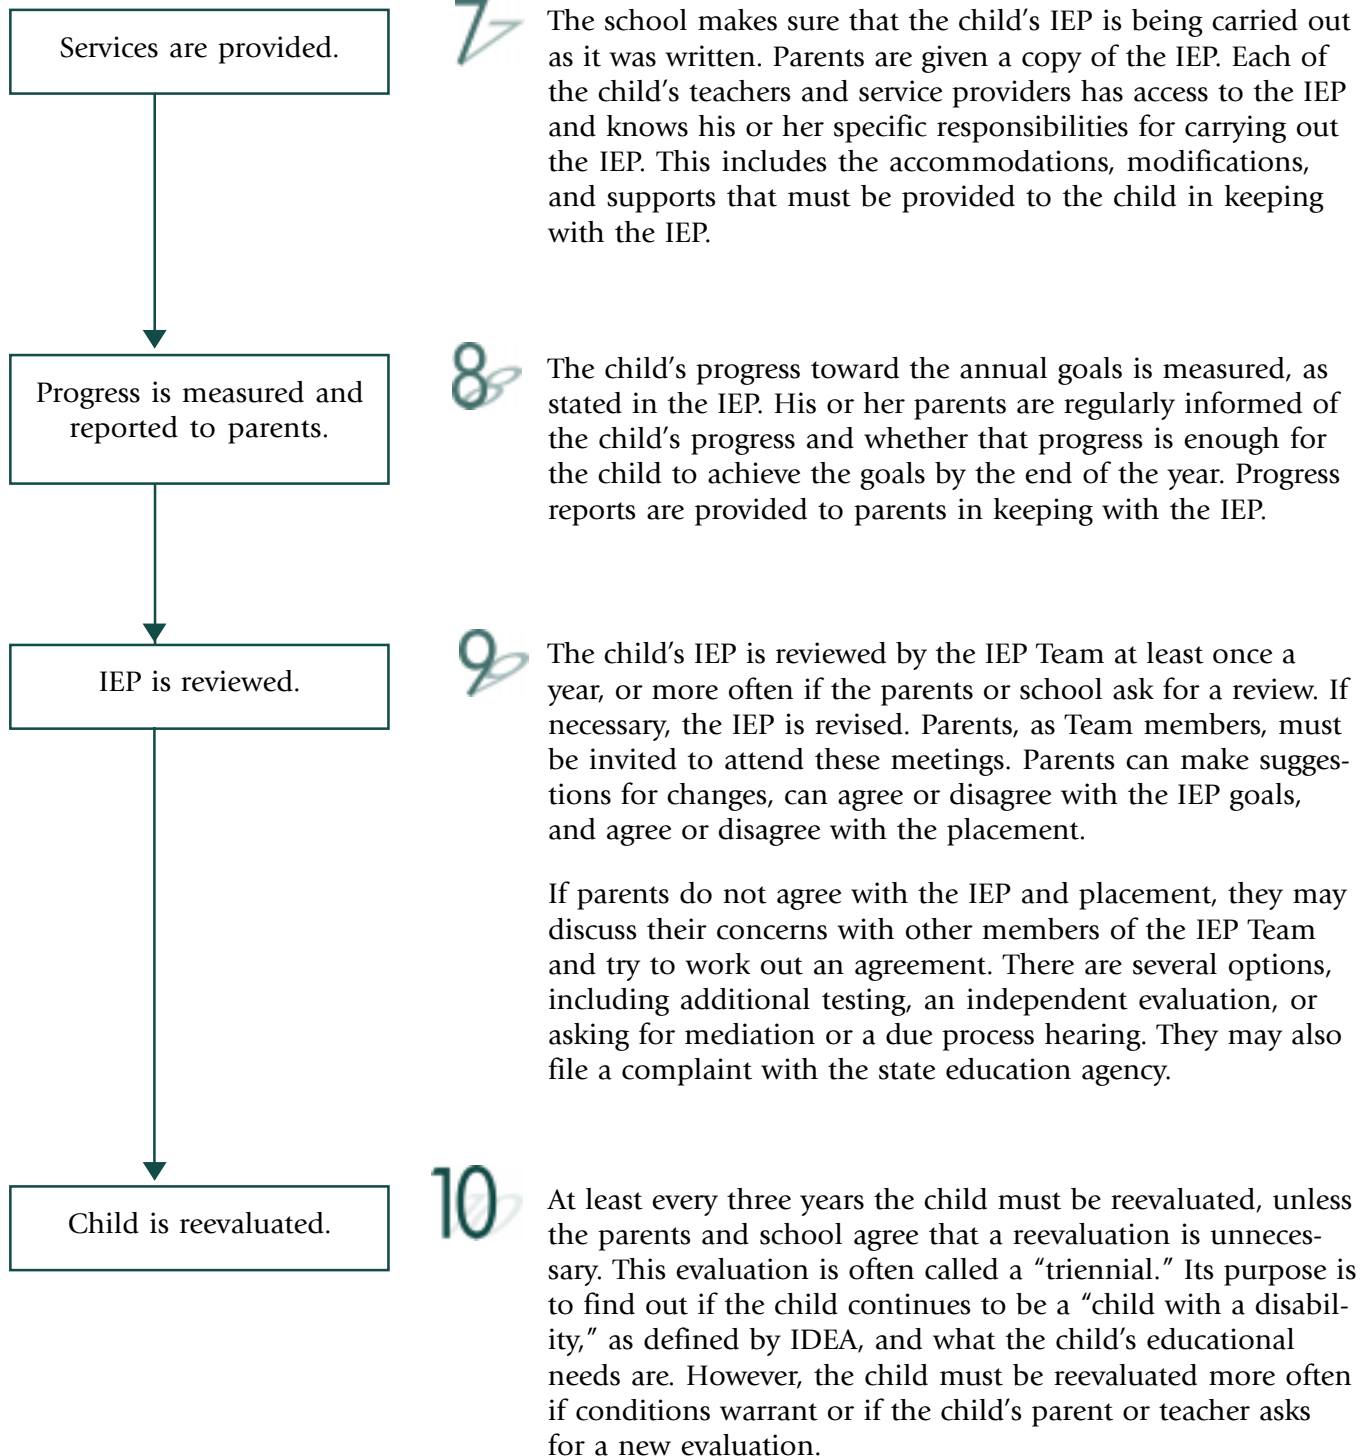 Services are provided.
7
The school makes sure that the child’s IEP is being carried out
as it was written. Parents are given a copy of the IEP. Each of
the child’s teachers and service providers has access to the IEP
and knows his or her specific responsibilities for carrying out
the IEP. This includes the accommodations, modifications,
and supports that must be provided to the child in keeping
with the IEP.
Progress is measured and
reported to parents.
8
The child’s progress toward the annual goals is measured, as
stated in the IEP. His or her parents are regularly informed of
the child’s progress and whether that progress is enough for
the child to achieve the goals by the end of the year. Progress
reports are provided to parents in keeping with the IEP.
IEP is reviewed.
9
The child’s IEP is reviewed by the IEP Team at least once a
year, or more often if the parents or school ask for a review. If
necessary, the IEP is revised. Parents, as Team members, must
be invited to attend these meetings. Parents can make sugges-
tions for changes, can agree or disagree with the IEP goals,
and agree or disagree with the placement.
If parents do not agree with the IEP and placement, they may
discuss their concerns with other members of the IEP Team
and try to work out an agreement. There are several options,
including additional testing, an independent evaluation, or
asking for mediation or a due process hearing. They may also
file a complaint with the state education agency.
Child is reevaluated.
10
At least every three years the child must be reevaluated, unless
the parents and school agree that a reevaluation is unneces-
sary. This evaluation is often called a “triennial.” Its purpose is
to find out if the child continues to be a “child with a disabil-
ity,” as defined by IDEA, and what the child’s educational
needs are. However, the child must be reevaluated more often
if conditions warrant or if the child’s parent or teacher asks
for a new evaluation.